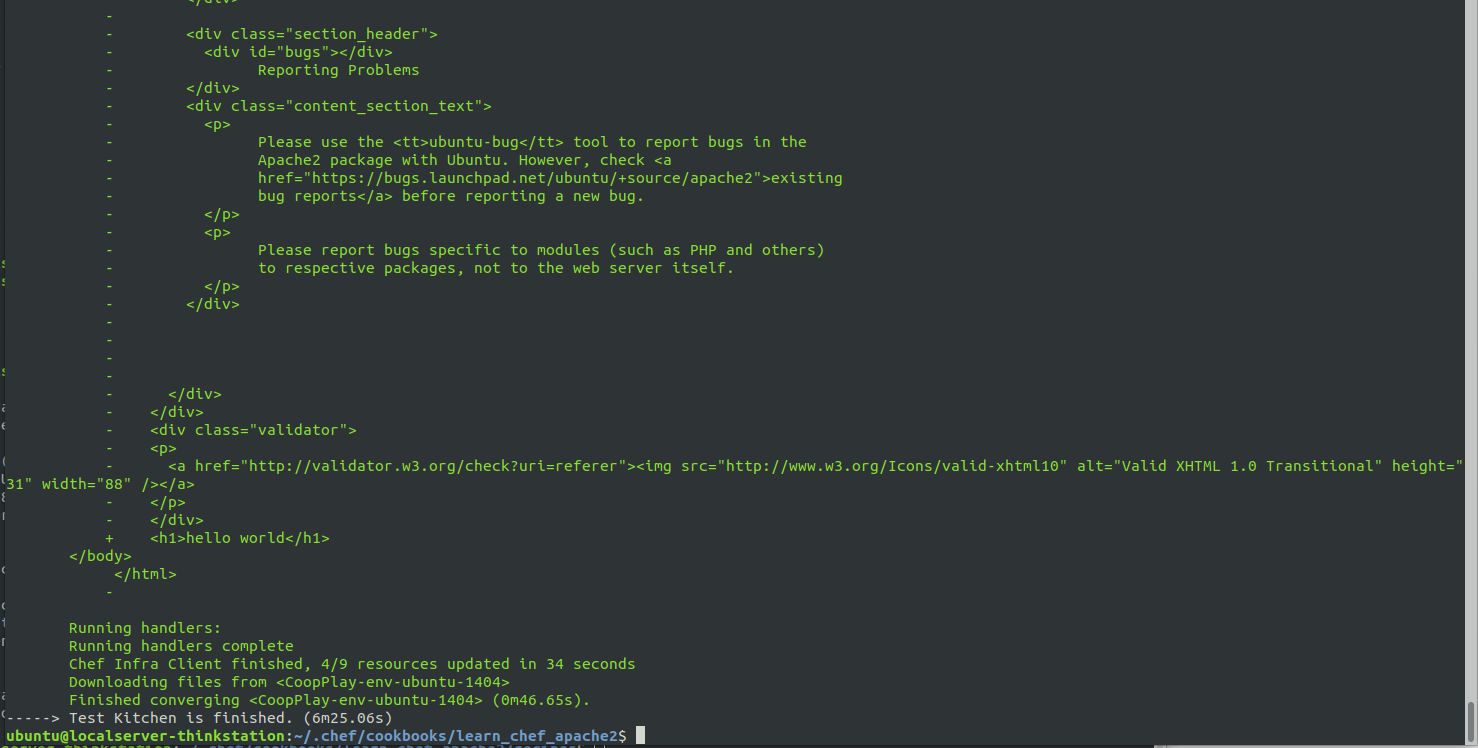 -
-        <div class="section_header">
-          <div id="bugs"></div>
-                Reporting Problems
-        </div>
-        <div class="content_section_text">
-          <p>
-                Please use the <tt>ubuntu-bug</tt> tool to report bugs in the
-                Apache2 package with Ubuntu. However, check <a
-                href="https://bugs.launchpad.net/ubuntu/+source/apache2">existing
-                bug reports</a> before reporting a new bug.
-          </p>
-          <p>
-                Please report bugs specific to modules (such as PHP and others)
-                to respective packages, not to the web server itself.
-          </p>
-        </div>
-
-
-
-
-      </div>
-    </div>
-    <div class="validator">
-    <p>
-      <a href="http://validator.w3.org/check?uri=referer"><img src="http://www.w3.org/Icons/valid-xhtml10" alt="Valid XHTML 1.0 Transitional" height="
31" width="88" /></a>
-    </p>
-    </div>
+    <h1>hello world</h1>
</body>
</html>
-
Running handlers:
Running handlers complete
Chef Infra Client finished, 4/9 resources updated in 34 seconds
Downloading files from <CoopPlay-env-ubuntu-1404>
Finished converging <CoopPlay-env-ubuntu-1404> (0m46.65s).
-----> Test Kitchen is finished. (6m25.06s)
ubuntu@localserver-thinkstation:~/.chef/cookbooks/learn_chef_apache2$